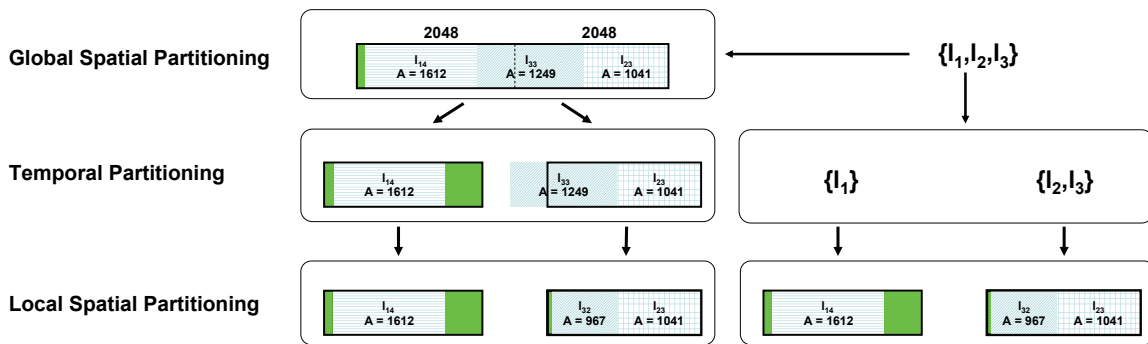 2048 2048
Global Spatial Partitioning
I14 I33 I23
A = 1612 A = 1249 A = 1041
{I1,I2,I3}
Temporal Partitioning
I14 I33 I23
A = 1612 A = 1249 A = 1041
{I1} {I2,I3}
Local Spatial Partitioning
I14 I32 I23 I14 I32 I23
A = 1612 A = 967 A = 1041 A = 1612 A = 967 A = 1041